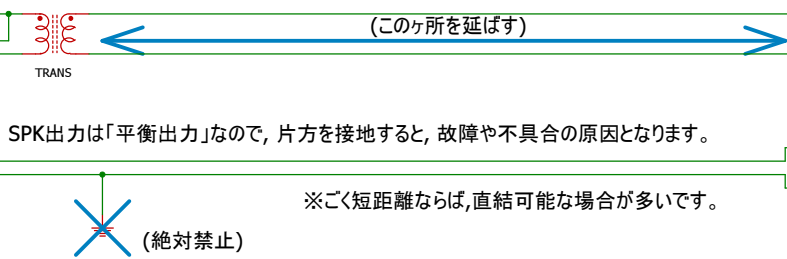 (このヶ所を延ばす)
TRANS
SPK出力は「平衡出力」なので, 片方を接地すると, 故障や不具合の原因となります。
※ごく短距離ならば,直結可能な場合が多いです。
(絶対禁止)